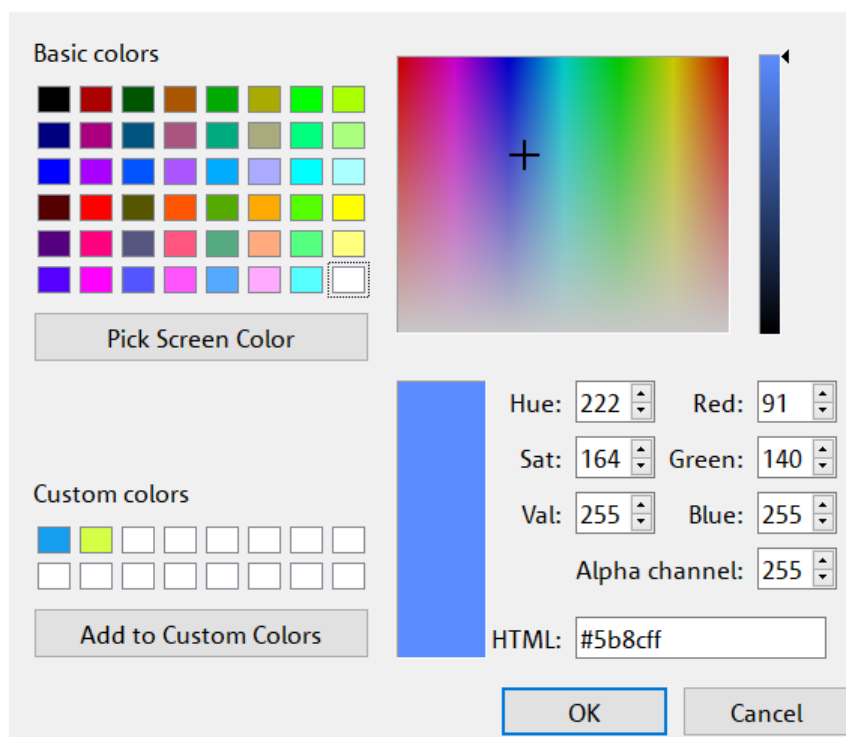 Basic colors
Pick Screen Color
Custom colors
Add to Custom Colors
Hue: 222 Red: 91
Sat: 164 Green: 140
Val: 255 Blue: 255
Alpha channel: 255
HTML: #5b8cff
OK Cancel